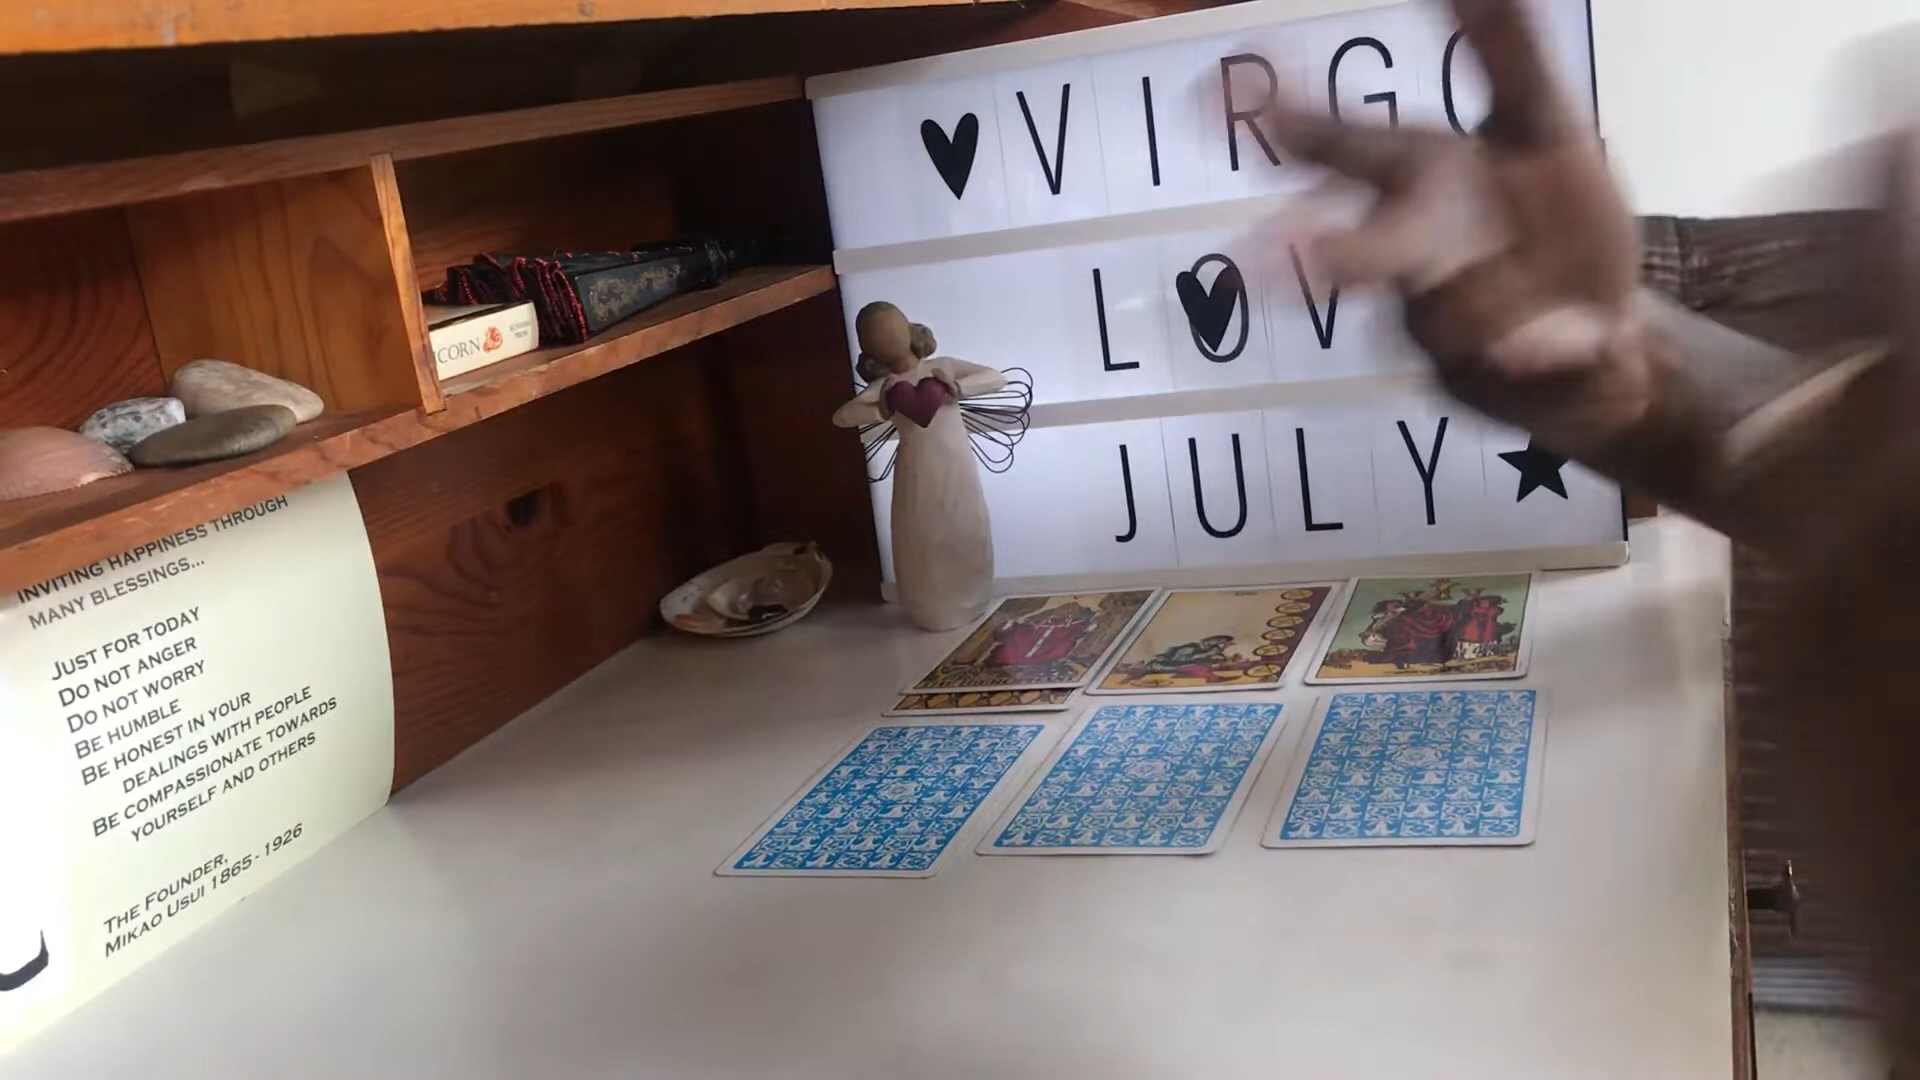 ♥VIRGO
LOV
JULY★
CORN
RUNNING
PRESS
INVITING HAPPINESS THROUGH
MANY BLESSINGS...
JUST FOR TODAY
DO NOT ANGER
DO NOT WORRY
BE HUMBLE
BE HONEST IN YOUR
DEALINGS WITH PEOPLE
BE COMPASSIONATE TOWARDS
YOURSELF AND OTHERS
THE FOUNDER,
MIKAO USUI 1865-1926